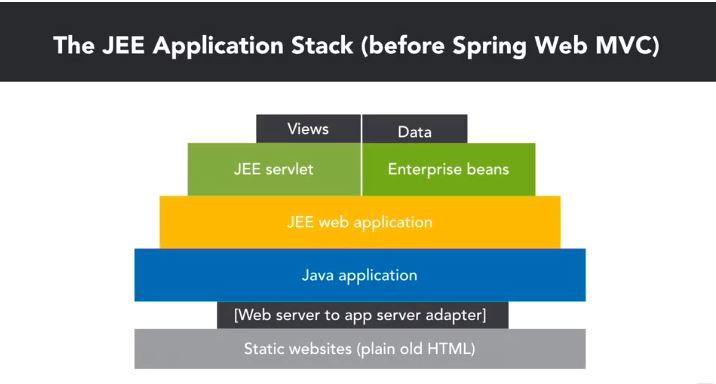 The JEE Application Stack (before Spring Web MVC)
Views
Data
JEE servlet
Enterprise beans
JEE web application
Java application
[Web server to app server adapter]
Static websites (plain old HTML)